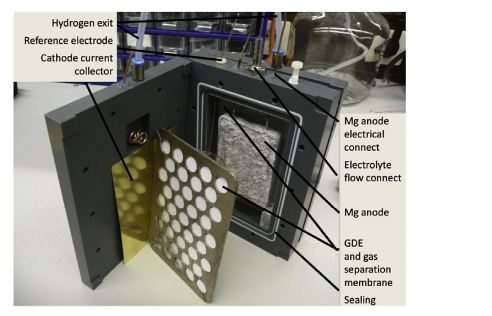 Hydrogen exit
Reference electrode
Cathode current
collector
Mg anode
electrical
connect
Electrolyte
flow connect
Mg anode
GDE
and gas
separation
membrane
Sealing